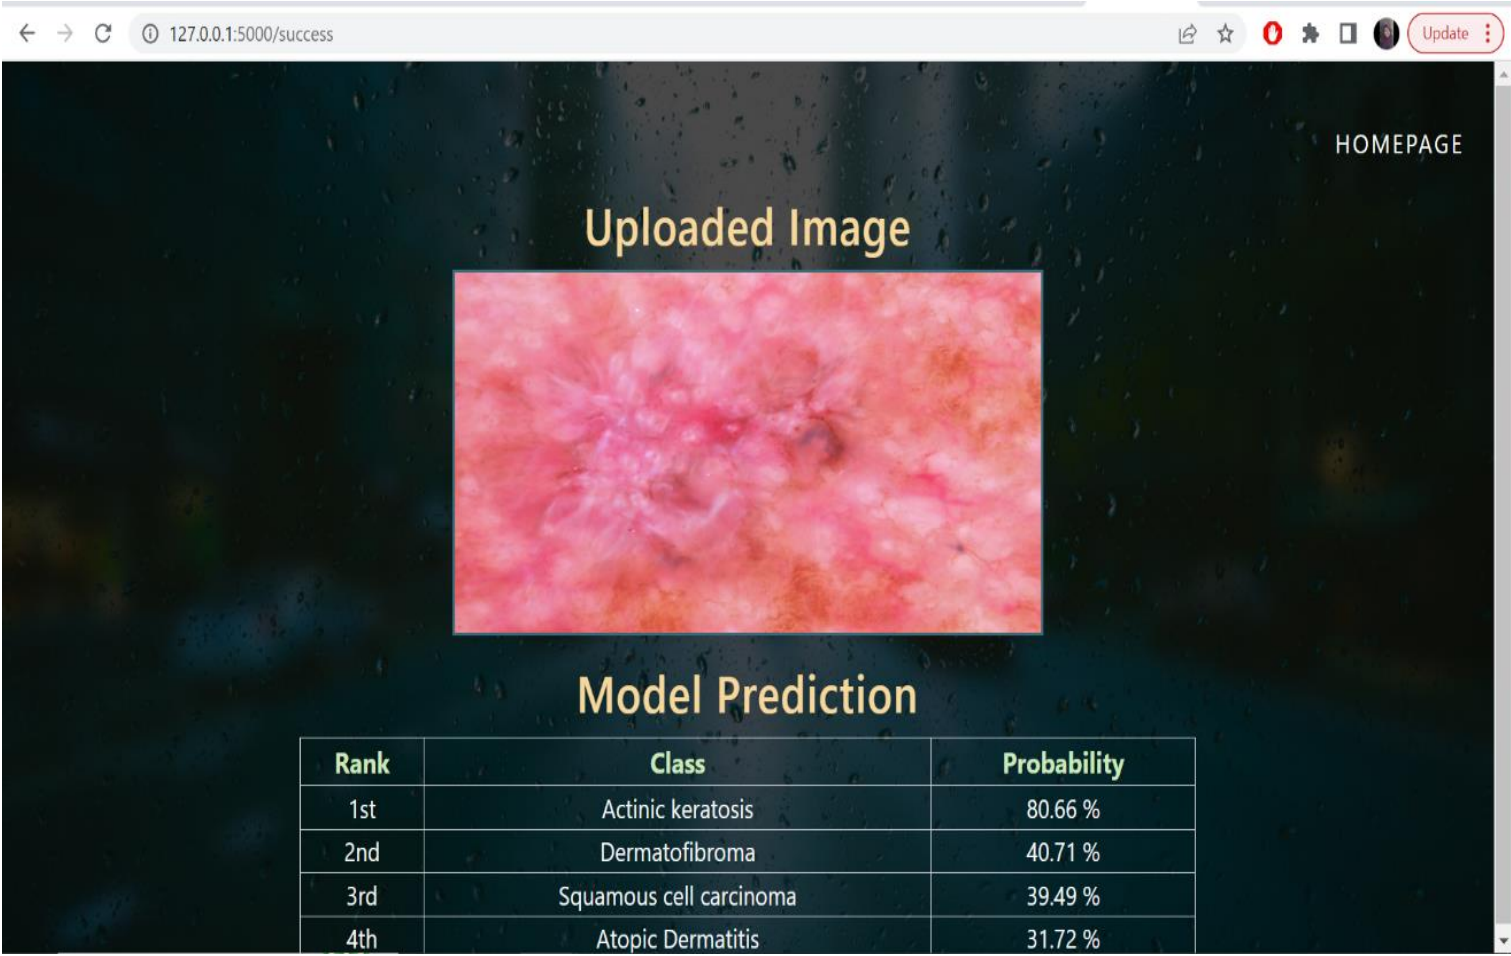 127.0.0.1:5000/success
Update
HOMEPAGE
Uploaded Image
Model Prediction
Rank Class Probability
1st Actinic keratosis 80.66 %
2nd Dermatofibroma 40.71 %
3rd Squamous cell carcinoma 39.49 %
4th Atopic Dermatitis 31.72 %